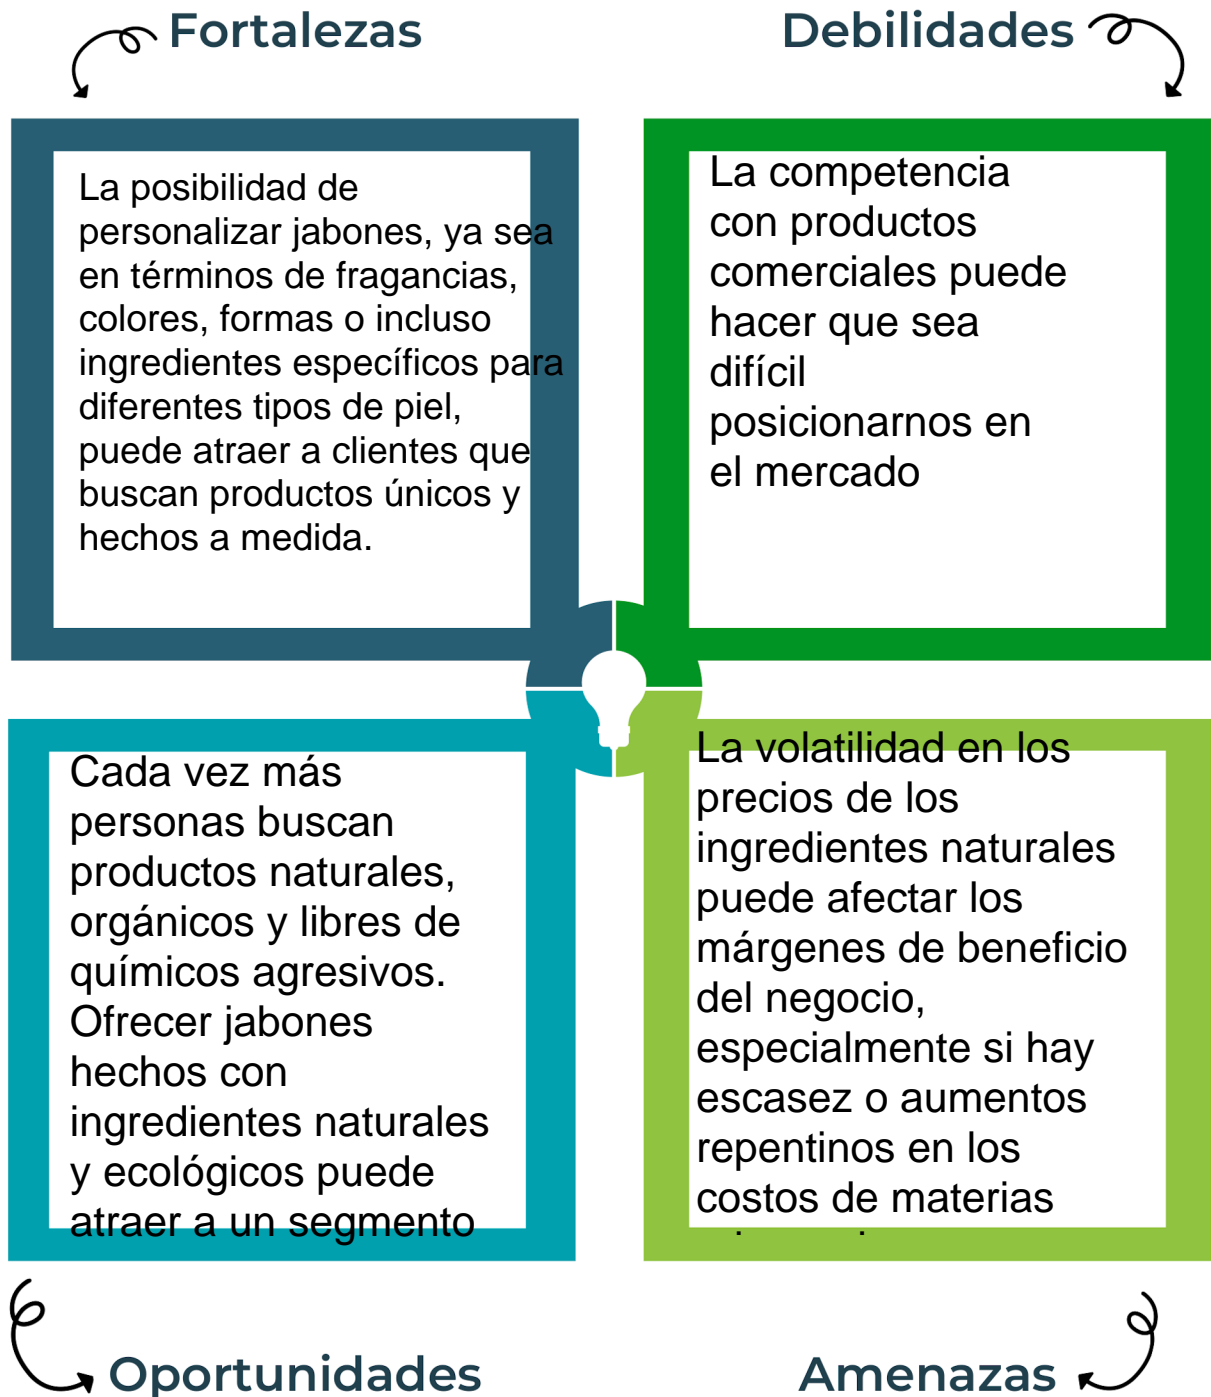 Fortalezas
La posibilidad de
personalizar jabones, ya sea
en términos de fragancias,
colores, formas o incluso
ingredientes específicos para
diferentes tipos de piel,
puede atraer a clientes que
buscan productos únicos y
hechos a medida.
Debilidades
La competencia
con productos
comerciales puede
hacer que sea
difícil
posicionarnos en
el mercado
Cada vez más
personas buscan
productos naturales,
orgánicos y libres de
químicos agresivos.
Ofrecer jabones
hechos con
ingredientes naturales
y ecológicos puede
atraer a un segmento
Oportunidades
La volatilidad en los
precios de los
ingredientes naturales
puede afectar los
márgenes de beneficio
del negocio,
especialmente si hay
escasez o aumentos
repentinos en los
costos de materias
Amenazas